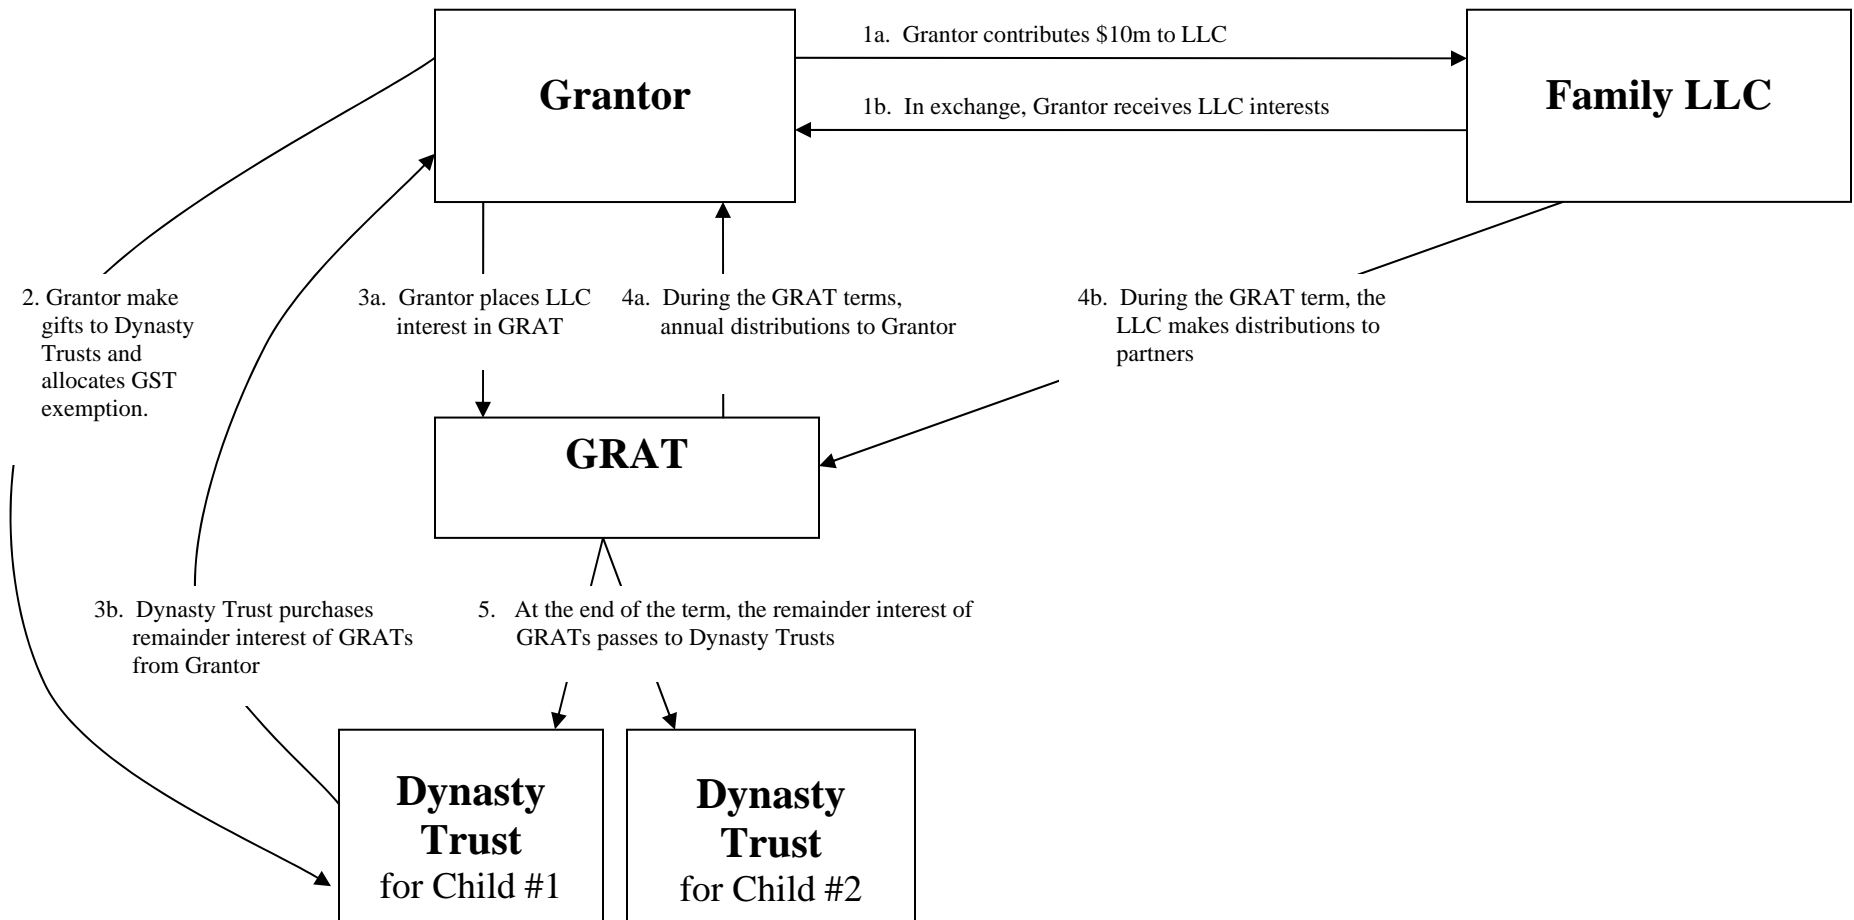 1a. Grantor contributes $10m to LLC
Grantor
Family LLC
1b. In exchange, Grantor receives LLC interests
2. Grantor make
gifts to Dynasty
Trusts and
allocates GST
exemption.
3a. Grantor places LLC
interest in GRAT
4a. During the GRAT terms,
annual distributions to Grantor
4b. During the GRAT term, the
LLC makes distributions to
partners
GRAT
3b. Dynasty Trust purchases
remainder interest of GRATs
from Grantor
5. At the end of the term, the remainder interest of
GRATs passes to Dynasty Trusts
Dynasty
Trust
for Child #1
Dynasty
Trust
for Child #2